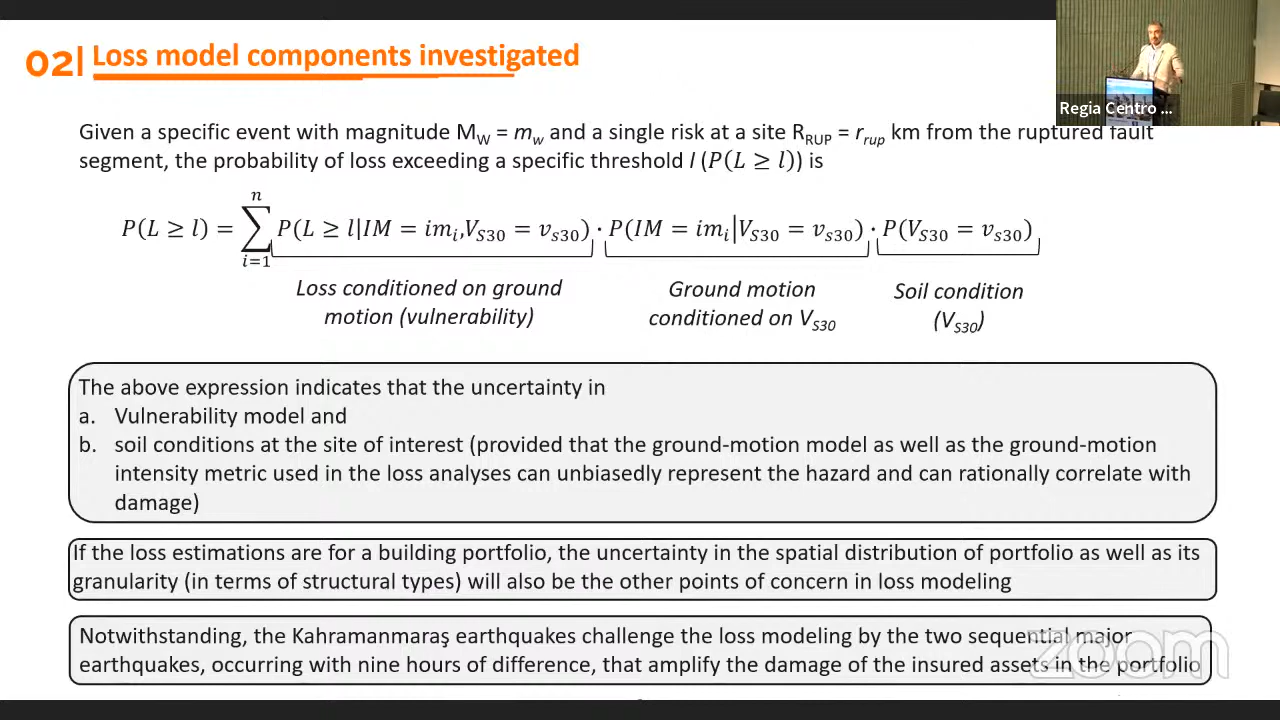 02| Loss model components investigated
Regia Centro ...
Given a specific event with magnitude M_W = m_w and a single risk at a site R_RUP = r_rup km from the ruptured fault
segment, the probability of loss exceeding a specific threshold l (P(L ≥ l)) is
P(L ≥ l) = ∑_{i=1}^{n} P(L ≥ l|IM = im_i,V_S30 = v_s30) · P(IM = im_i|V_S30 = v_s30) · P(V_S30 = v_s30)
Loss conditioned on ground
motion (vulnerability)
Ground motion
conditioned on V_S30
Soil condition
(V_S30)
The above expression indicates that the uncertainty in
a. Vulnerability model and
b. soil conditions at the site of interest (provided that the ground-motion model as well as the ground-motion
intensity metric used in the loss analyses can unbiasedly represent the hazard and can rationally correlate with
damage)
If the loss estimations are for a building portfolio, the uncertainty in the spatial distribution of portfolio as well as its
granularity (in terms of structural types) will also be the other points of concern in loss modeling
Notwithstanding, the Kahramanmaraş earthquakes challenge the loss modeling by the two sequential major
earthquakes, occurring with nine hours of difference, that amplify the damage of the insured assets in the portfolio
zoom